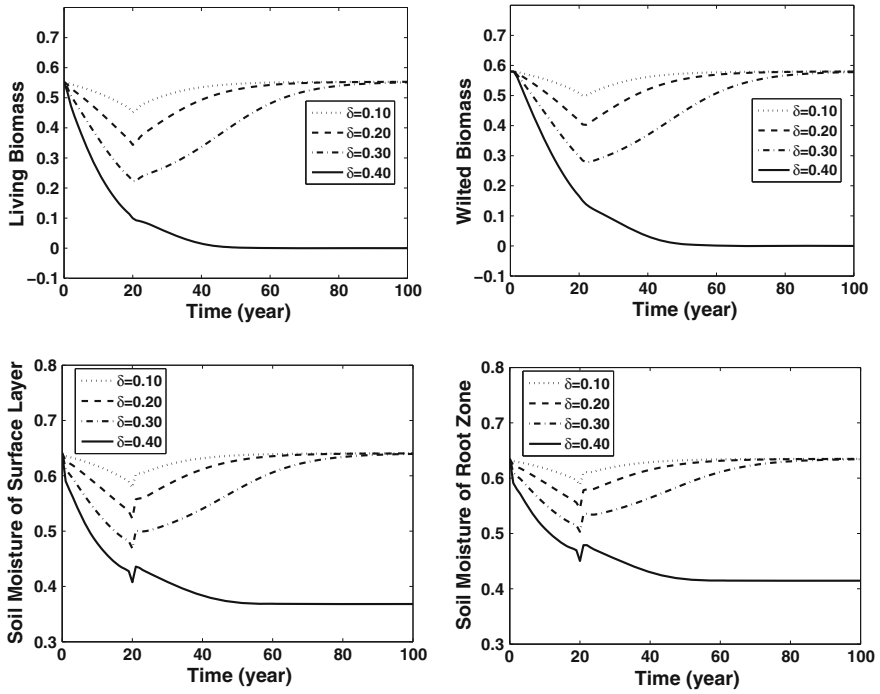 Living Biomass
0.7
0.6
0.5
0.4
0.3
0.2
0.1
0
−0.1
0 20 40 60 80 100
Time (year)
δ=0.10
δ=0.20
δ=0.30
δ=0.40
Wilted Biomass
0.7
0.6
0.5
0.4
0.3
0.2
0.1
0
−0.1
0 20 40 60 80 100
Time (year)
δ=0.10
δ=0.20
δ=0.30
δ=0.40
Soil Moisture of Surface Layer
0.8
0.7
0.6
0.5
0.4
0.3
0 20 40 60 80 100
Time (year)
δ=0.10
δ=0.20
δ=0.30
δ=0.40
Soil Moisture of Root Zone
0.8
0.7
0.6
0.5
0.4
0.3
0 20 40 60 80 100
Time (year)
δ=0.10
δ=0.20
δ=0.30
δ=0.40